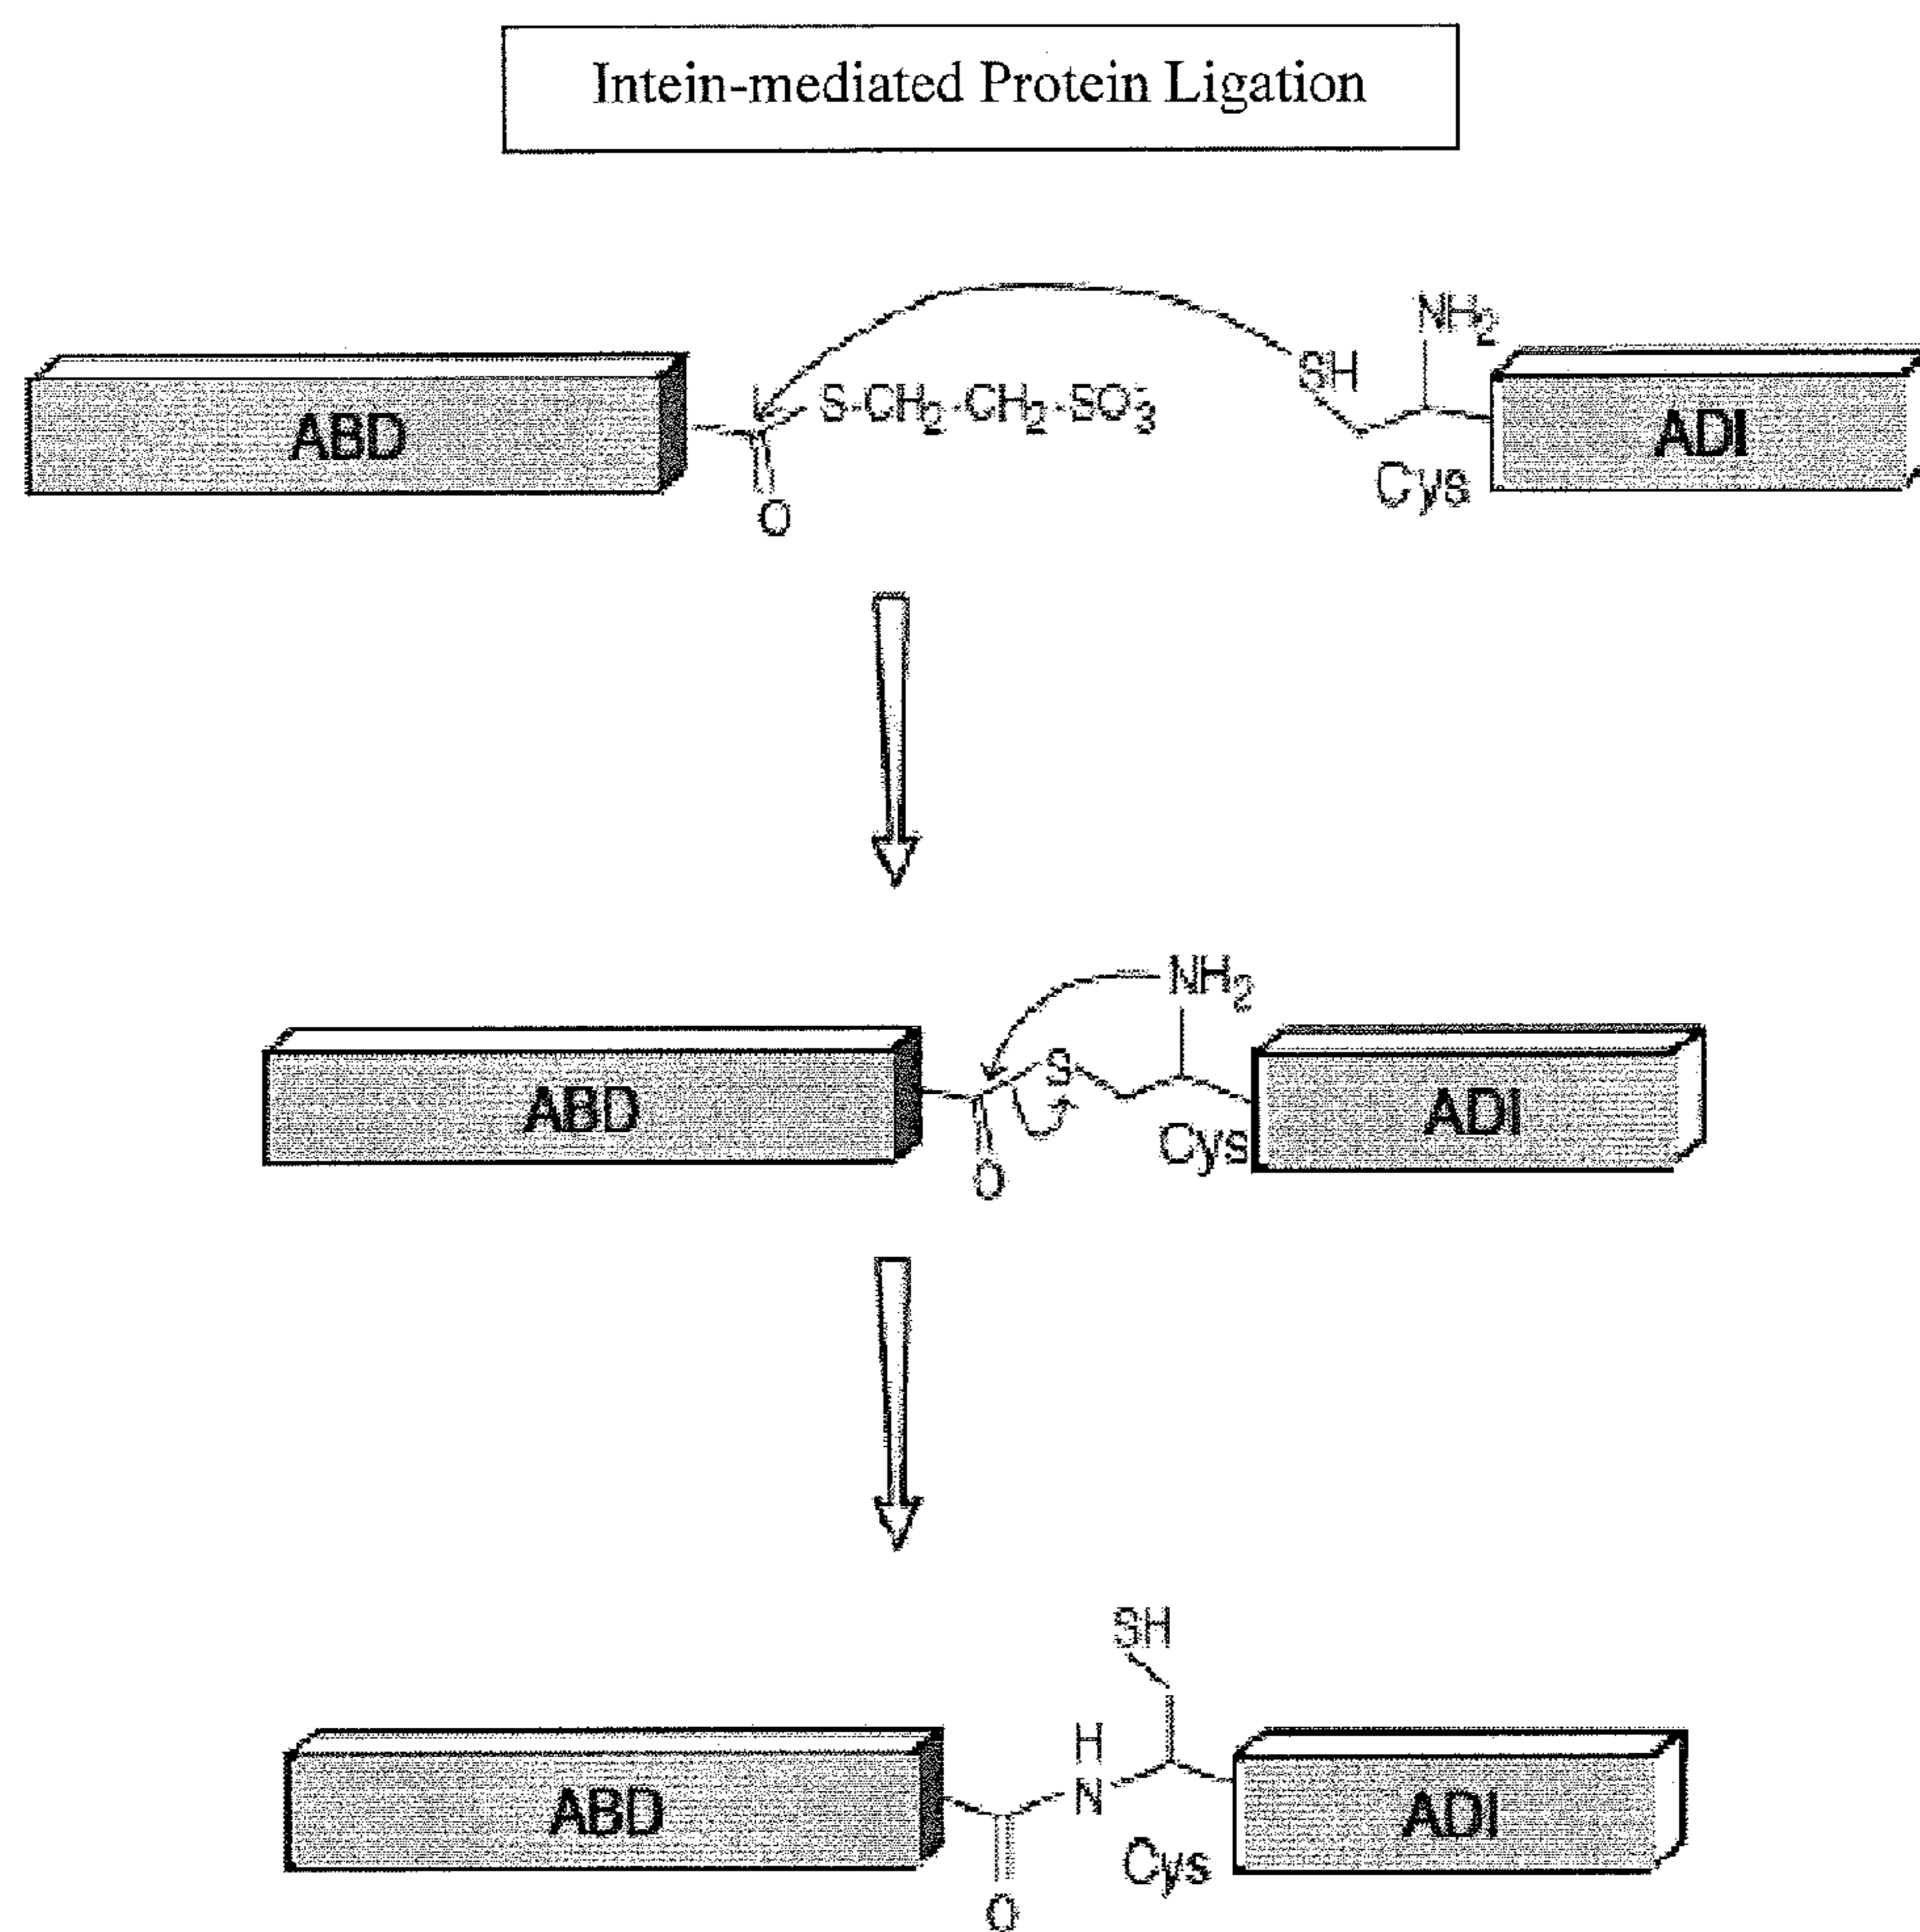 Intein-mediated Protein Ligation
NH2
SH
S-CH2-CH2-SO3-
ABD
ADI
Cys
O
NH2
S
ABD
ADI
Cys
O
SH
H
N
ABD
ADI
Cys
O